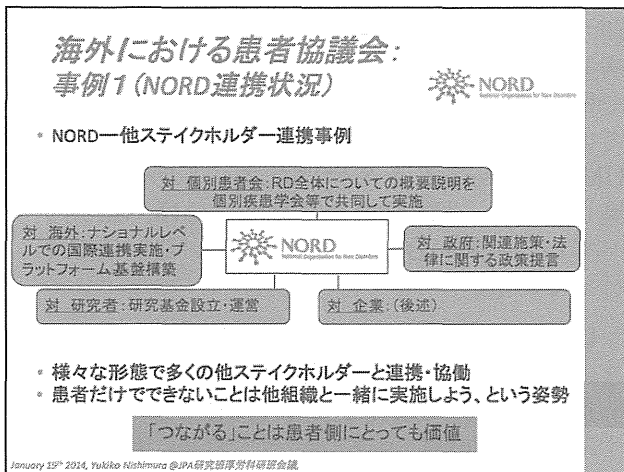 海外における患者協議会：
事例１（NORD連携状況）
NORD
National Organization for Rare Disorders
• NORDー他ステイクホルダー連携事例
対 個別患者会：RD全体についての概要説明を
個別疾患学会等で共同して実施
対 海外：ナショナルレベ
ルでの国際連携実施・プ
ラットフォーム基盤構築
NORD
National Organization for Rare Disorders
対 政府：関連施策・法
律に関する政策提言
対 研究者：研究基金設立・運営
対 企業：（後述）
• 様々な形態で多くの他ステイクホルダーと連携・協働
• 患者だけでできないことは他組織と一緒に実施しよう、という姿勢
「つながる」ことは患者側にとっても価値
January 15th 2014, Yukiko Nishimura @JPA研究班厚労科研班会議